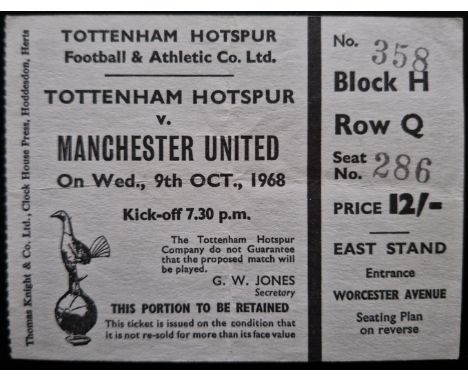 Thomas Knight & Co. Ltd., Clock House Press, Hoddesdon, Herts
TOTTENHAM HOTSPUR
Football & Athletic Co. Ltd.
TOTTENHAM HOTSPUR
v.
MANCHESTER UNITED
On Wed., 9th OCT., 1968
Kick-off 7.30 p.m.
The Tottenham Hotspur
Company do not Guarantee
that the proposed match will
be played.
G. W. JONES
Secretary
THIS PORTION TO BE RETAINED
This ticket is issued on the condition that
it is not re-sold for more than its face value
No. 358
Block H
Row Q
Seat
No. 286
PRICE 12/-
EAST STAND
Entrance
WORCESTER AVENUE
Seating Plan
on reverse